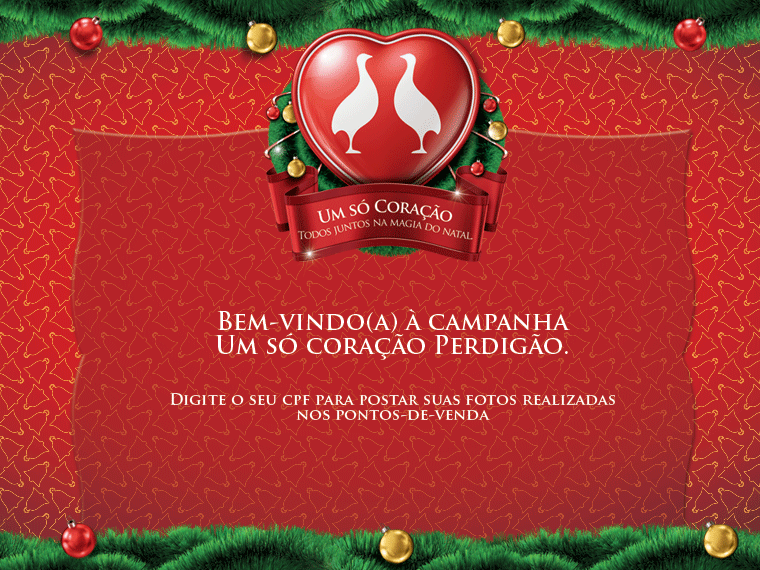 Um só Coração
Todos juntos na magia do natal
Bem-vindo(a) à campanha
Um só coração Perdigão.
Digite o seu cpf para postar suas fotos realizadas
nos pontos-de-venda